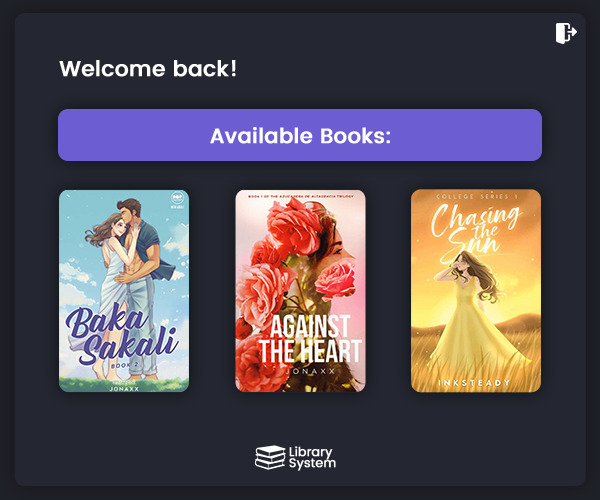 Welcome back!
Available Books:
Baka
Sakali
BOOK 2
JONAXX
BOOK 1 OF THE AZUCARERA DE ALTAGRACIA TRILOGY
AGAINST
THE HEART
JONAXX
COLLEGE SERIES 1
Chasing
the
Sun
INKSTEADY
Library
System